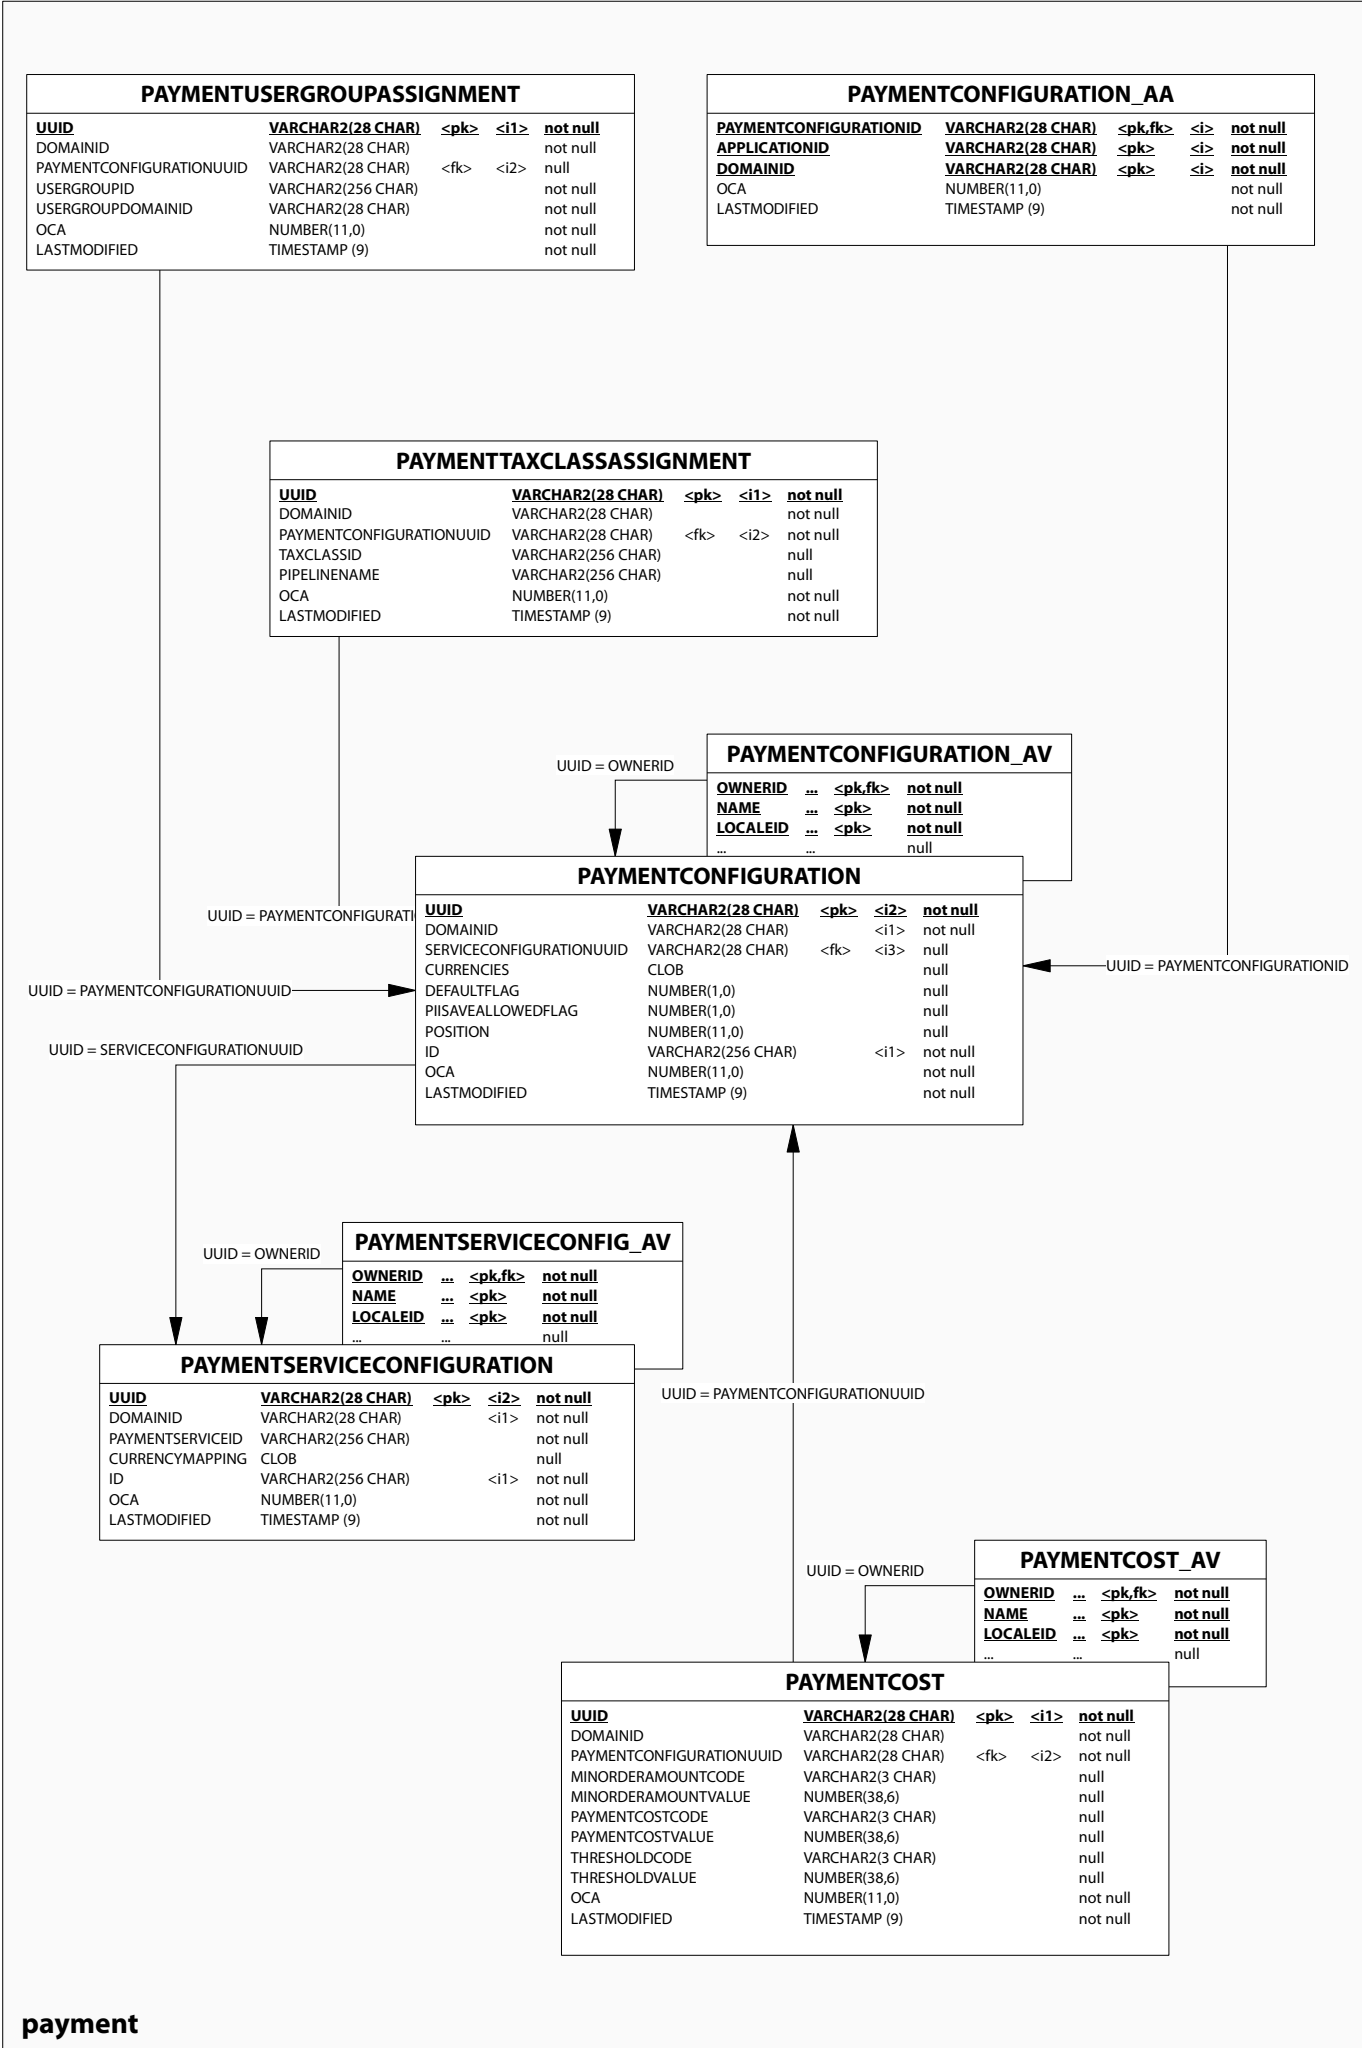 PAYMENTUSERGROUPASSIGNMENT
UUID VARCHAR2(28 CHAR) <pk> <i1> not null
DOMAINID VARCHAR2(28 CHAR) not null
PAYMENTCONFIGURATIONUUID VARCHAR2(28 CHAR) <fk> <i2> null
USERGROUPID VARCHAR2(256 CHAR) not null
USERGROUPDOMAINID VARCHAR2(28 CHAR) not null
OCA NUMBER(11,0) not null
LASTMODIFIED TIMESTAMP (9) not null
PAYMENTCONFIGURATION_AA
PAYMENTCONFIGURATIONID VARCHAR2(28 CHAR) <pk,fk> <i> not null
APPLICATIONID VARCHAR2(28 CHAR) <pk> <i> not null
DOMAINID VARCHAR2(28 CHAR) <pk> <i> not null
OCA NUMBER(11,0) not null
LASTMODIFIED TIMESTAMP (9) not null
PAYMENTTAXCLASSASSIGNMENT
UUID VARCHAR2(28 CHAR) <pk> <i1> not null
DOMAINID VARCHAR2(28 CHAR) not null
PAYMENTCONFIGURATIONUUID VARCHAR2(28 CHAR) <fk> <i2> not null
TAXCLASSID VARCHAR2(256 CHAR) null
PIPELINENAME VARCHAR2(256 CHAR) null
OCA NUMBER(11,0) not null
LASTMODIFIED TIMESTAMP (9) not null
UUID = OWNERID
PAYMENTCONFIGURATION_AV
OWNERID ... <pk,fk> not null
NAME ... <pk> not null
LOCALEID ... <pk> not null
... ... null
UUID = PAYMENTCONFIGURATI
PAYMENTCONFIGURATION
UUID VARCHAR2(28 CHAR) <pk> <i2> not null
DOMAINID VARCHAR2(28 CHAR) <i1> not null
SERVICECONFIGURATIONUUID VARCHAR2(28 CHAR) <fk> <i3> null
CURRENCIES CLOB null
DEFAULTFLAG NUMBER(1,0) null
PIISAVEALLOWEDFLAG NUMBER(1,0) null
POSITION NUMBER(11,0) null
ID VARCHAR2(256 CHAR) <i1> not null
OCA NUMBER(11,0) not null
LASTMODIFIED TIMESTAMP (9) not null
UUID = PAYMENTCONFIGURATIONID
UUID = PAYMENTCONFIGURATIONUUID
UUID = SERVICECONFIGURATIONUUID
UUID = OWNERID
PAYMENTSERVICECONFIG_AV
OWNERID ... <pk,fk> not null
NAME ... <pk> not null
LOCALEID ... <pk> not null
... ... null
PAYMENTSERVICECONFIGURATION
UUID VARCHAR2(28 CHAR) <pk> <i2> not null
DOMAINID VARCHAR2(28 CHAR) <i1> not null
PAYMENTSERVICEID VARCHAR2(256 CHAR) not null
CURRENCYMAPPING CLOB null
ID VARCHAR2(256 CHAR) <i1> not null
OCA NUMBER(11,0) not null
LASTMODIFIED TIMESTAMP (9) not null
UUID = PAYMENTCONFIGURATIONUUID
UUID = OWNERID
PAYMENTCOST_AV
OWNERID ... <pk,fk> not null
NAME ... <pk> not null
LOCALEID ... <pk> not null
... ... null
PAYMENTCOST
UUID VARCHAR2(28 CHAR) <pk> <i1> not null
DOMAINID VARCHAR2(28 CHAR) not null
PAYMENTCONFIGURATIONUUID VARCHAR2(28 CHAR) <fk> <i2> not null
MINORDERAMOUNTCODE VARCHAR2(3 CHAR) null
MINORDERAMOUNTVALUE NUMBER(38,6) null
PAYMENTCOSTCODE VARCHAR2(3 CHAR) null
PAYMENTCOSTVALUE NUMBER(38,6) null
THRESHOLDCODE VARCHAR2(3 CHAR) null
THRESHOLDVALUE NUMBER(38,6) null
OCA NUMBER(11,0) not null
LASTMODIFIED TIMESTAMP (9) not null
payment